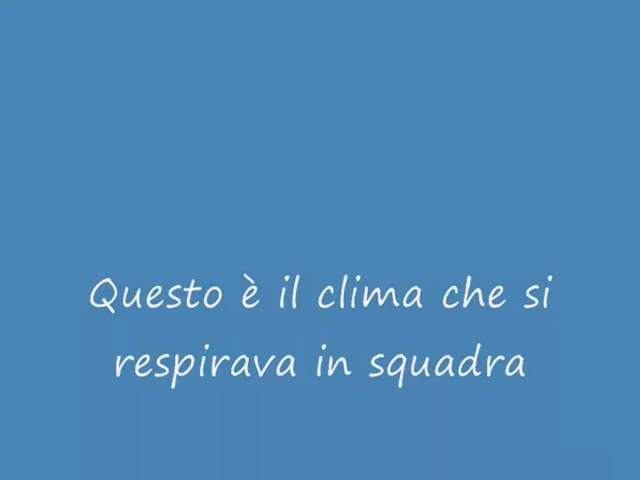 Questo è il clima che si
respirava in squadra